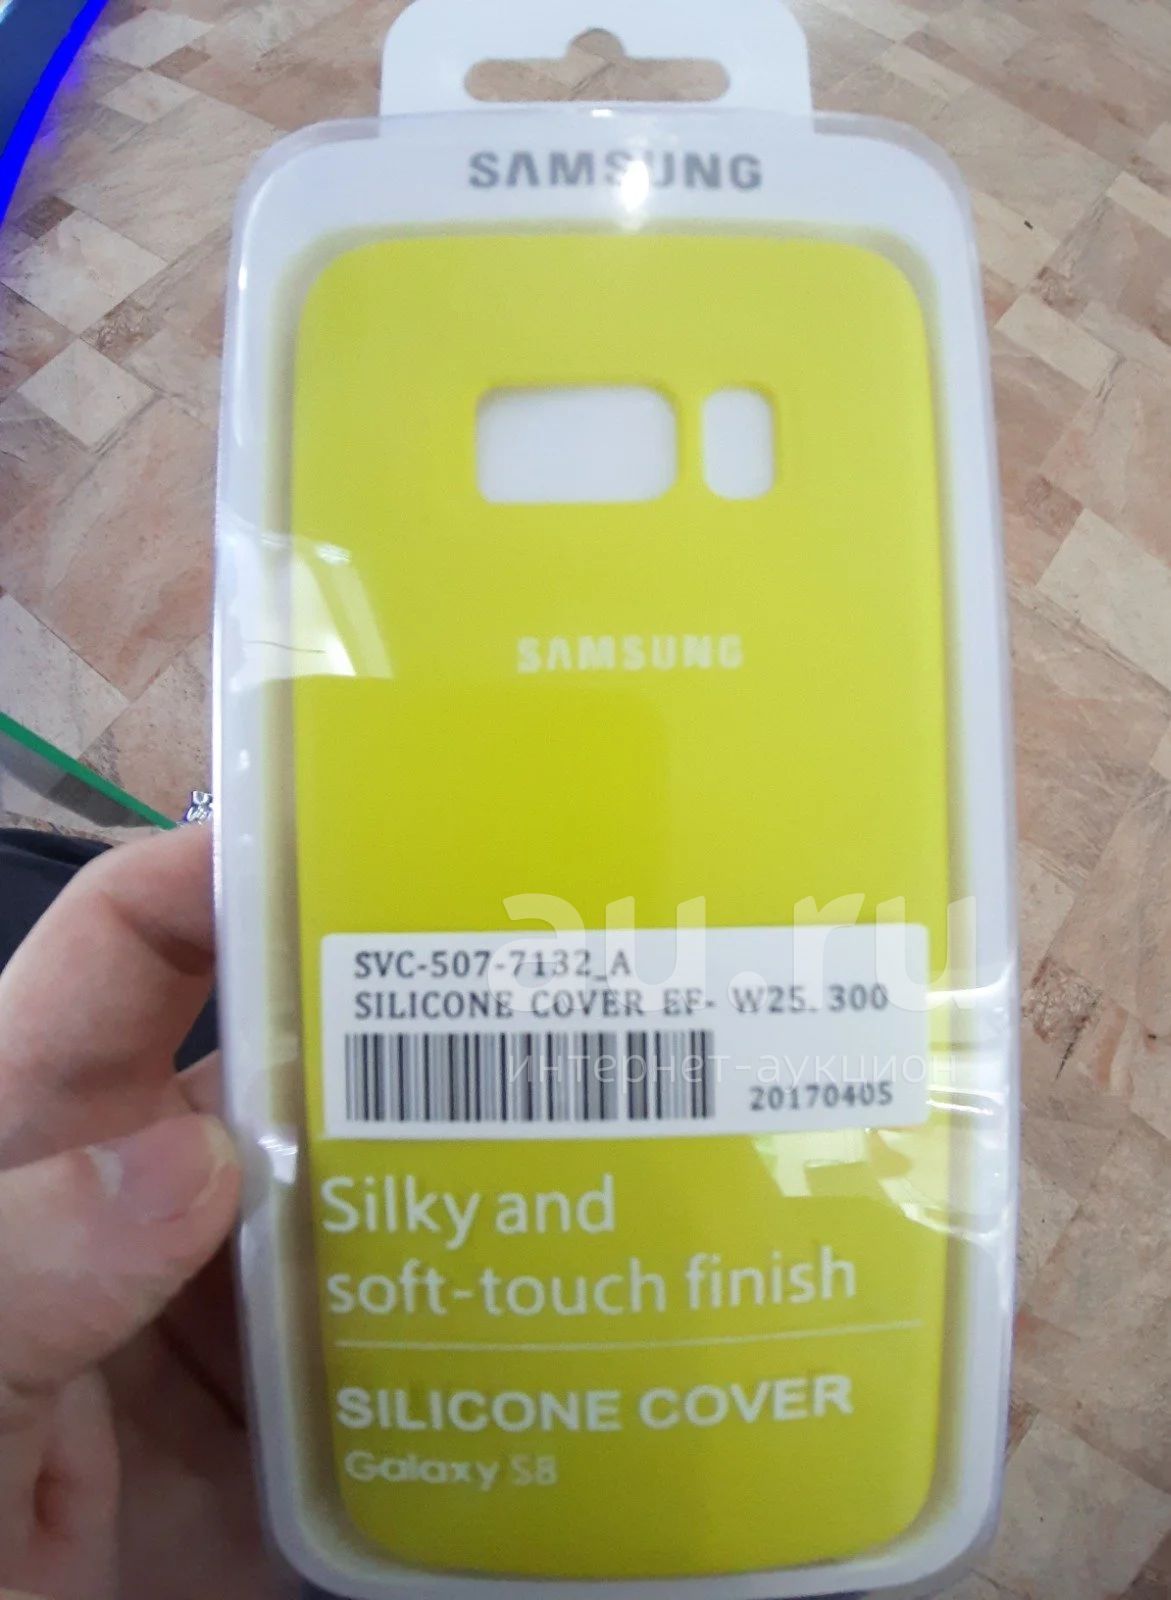 SAMSUNG
SAMSUNG
au.ru
SVC-507-7132_A
SILICONE COVER EF- W25.300
интернет-аукцион
20170405
Silky and
soft-touch finish
SILICONE COVER
Galaxy S8